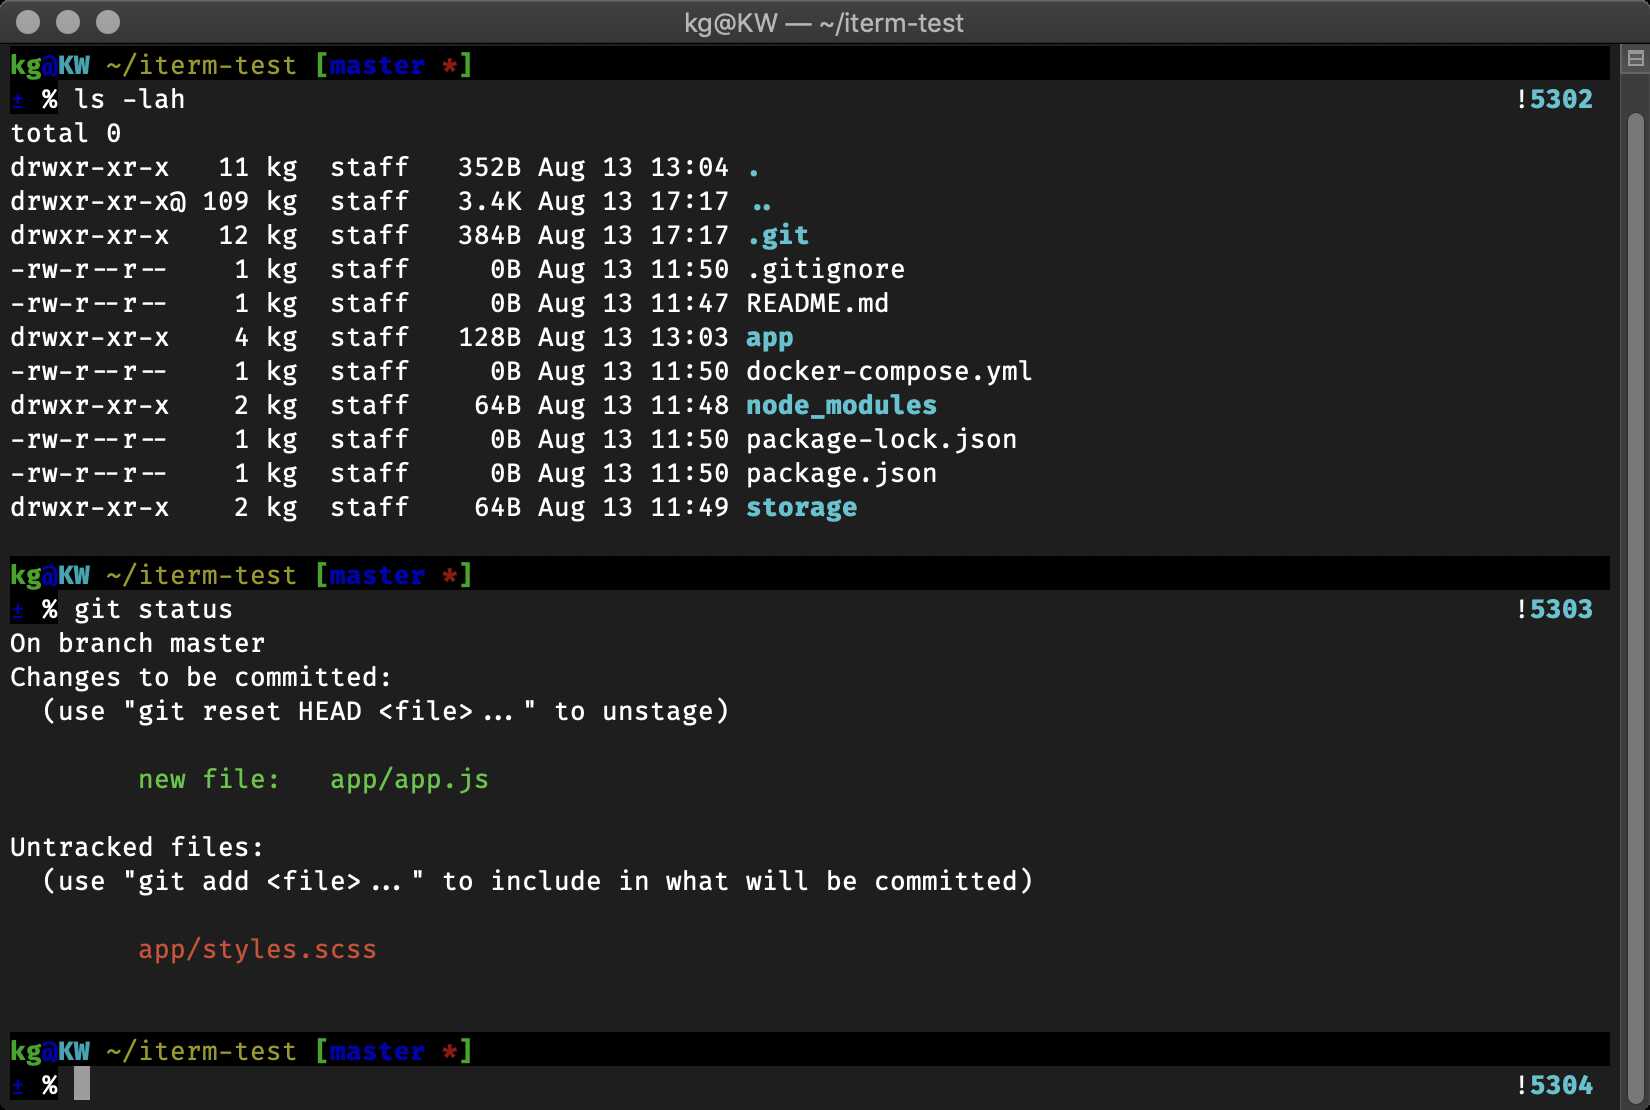 kg@KW — ~/iterm-test
kg@KW ~/iterm-test [master *]
± % ls -lah !5302
total 0
drwxr-xr-x   11 kg  staff   352B Aug 13 13:04 .
drwxr-xr-x@ 109 kg  staff   3.4K Aug 13 17:17 ..
drwxr-xr-x   12 kg  staff   384B Aug 13 17:17 .git
-rw-r--r--    1 kg  staff     0B Aug 13 11:50 .gitignore
-rw-r--r--    1 kg  staff     0B Aug 13 11:47 README.md
drwxr-xr-x    4 kg  staff   128B Aug 13 13:03 app
-rw-r--r--    1 kg  staff     0B Aug 13 11:50 docker-compose.yml
drwxr-xr-x    2 kg  staff    64B Aug 13 11:48 node_modules
-rw-r--r--    1 kg  staff     0B Aug 13 11:50 package-lock.json
-rw-r--r--    1 kg  staff     0B Aug 13 11:50 package.json
drwxr-xr-x    2 kg  staff    64B Aug 13 11:49 storage
kg@KW ~/iterm-test [master *]
± % git status !5303
On branch master
Changes to be committed:
  (use "git reset HEAD <file>..." to unstage)
        new file:   app/app.js
Untracked files:
  (use "git add <file>..." to include in what will be committed)
        app/styles.scss
kg@KW ~/iterm-test [master *]
± % !5304